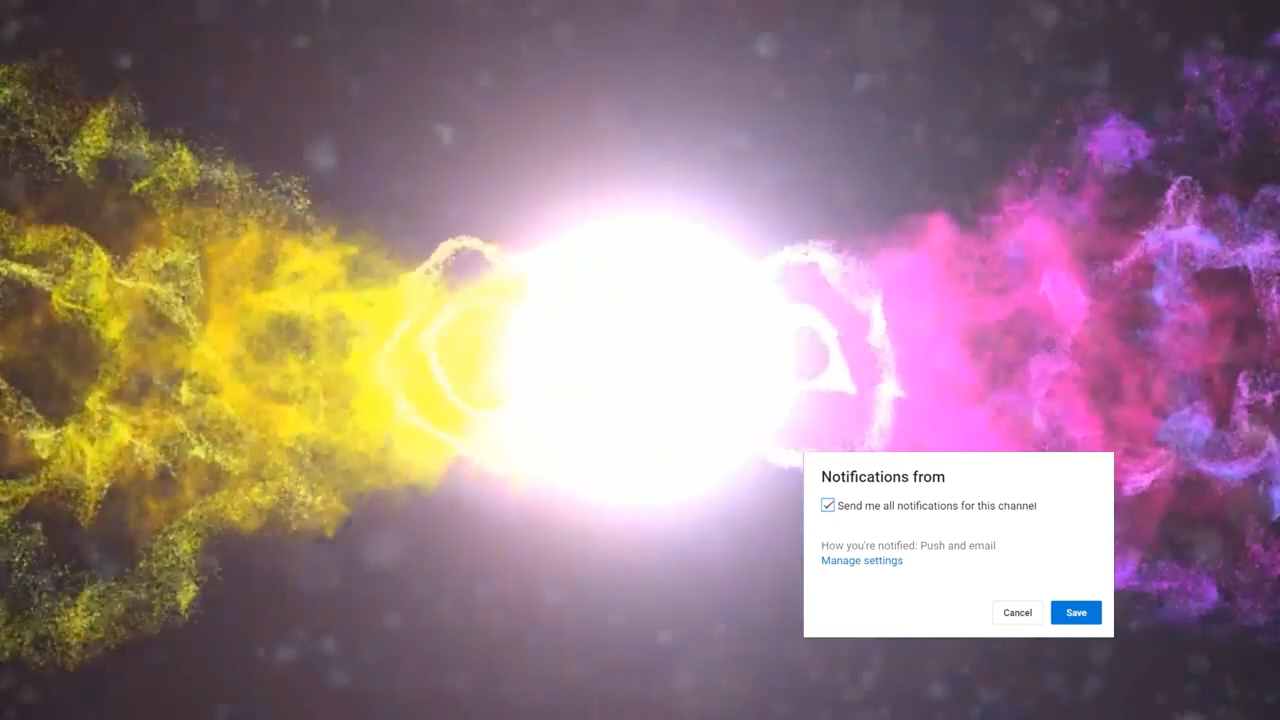 Notifications from
Send me all notifications for this channel
How you're notified: Push and email
Manage settings
Cancel
Save